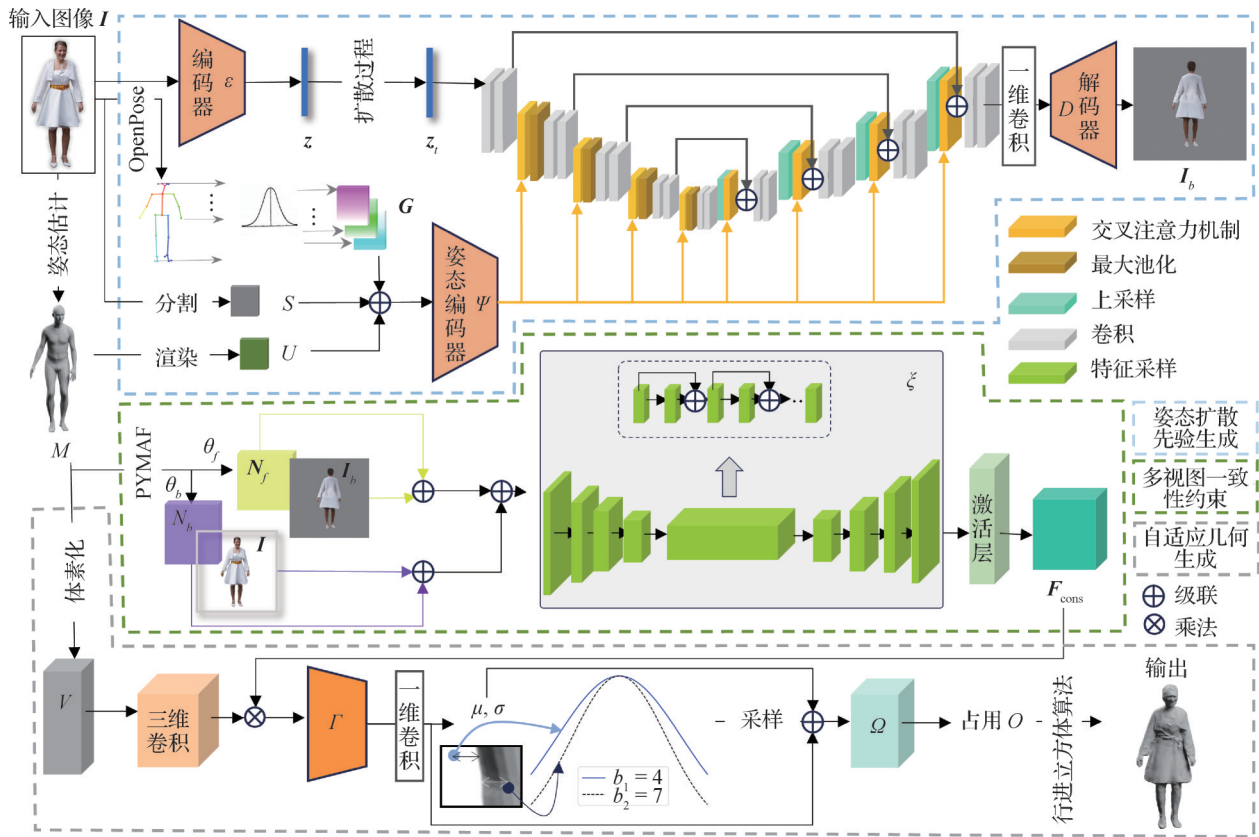 输入图像 I
编码器 ε
z
扩散过程
z_t
一维卷积
解码器 D
I_b
OpenPose
G
姿态估计
分割
S
渲染
U
姿态编码器 Ψ
交叉注意力机制
最大池化
上采样
卷积
特征采样
M
PYMAF
θ_f
θ_b
N_f
I_b
N_b
I
ξ
激活层
F_cons
姿态扩散
先验生成
多视图一致
性约束
自适应几何
生成
级联
乘法
体素化
V
三维
卷积
Γ
一维卷积
μ, σ
b₁ = 4
b₂ = 7
采样
Ω
占用 O
行进立方体算法
输出